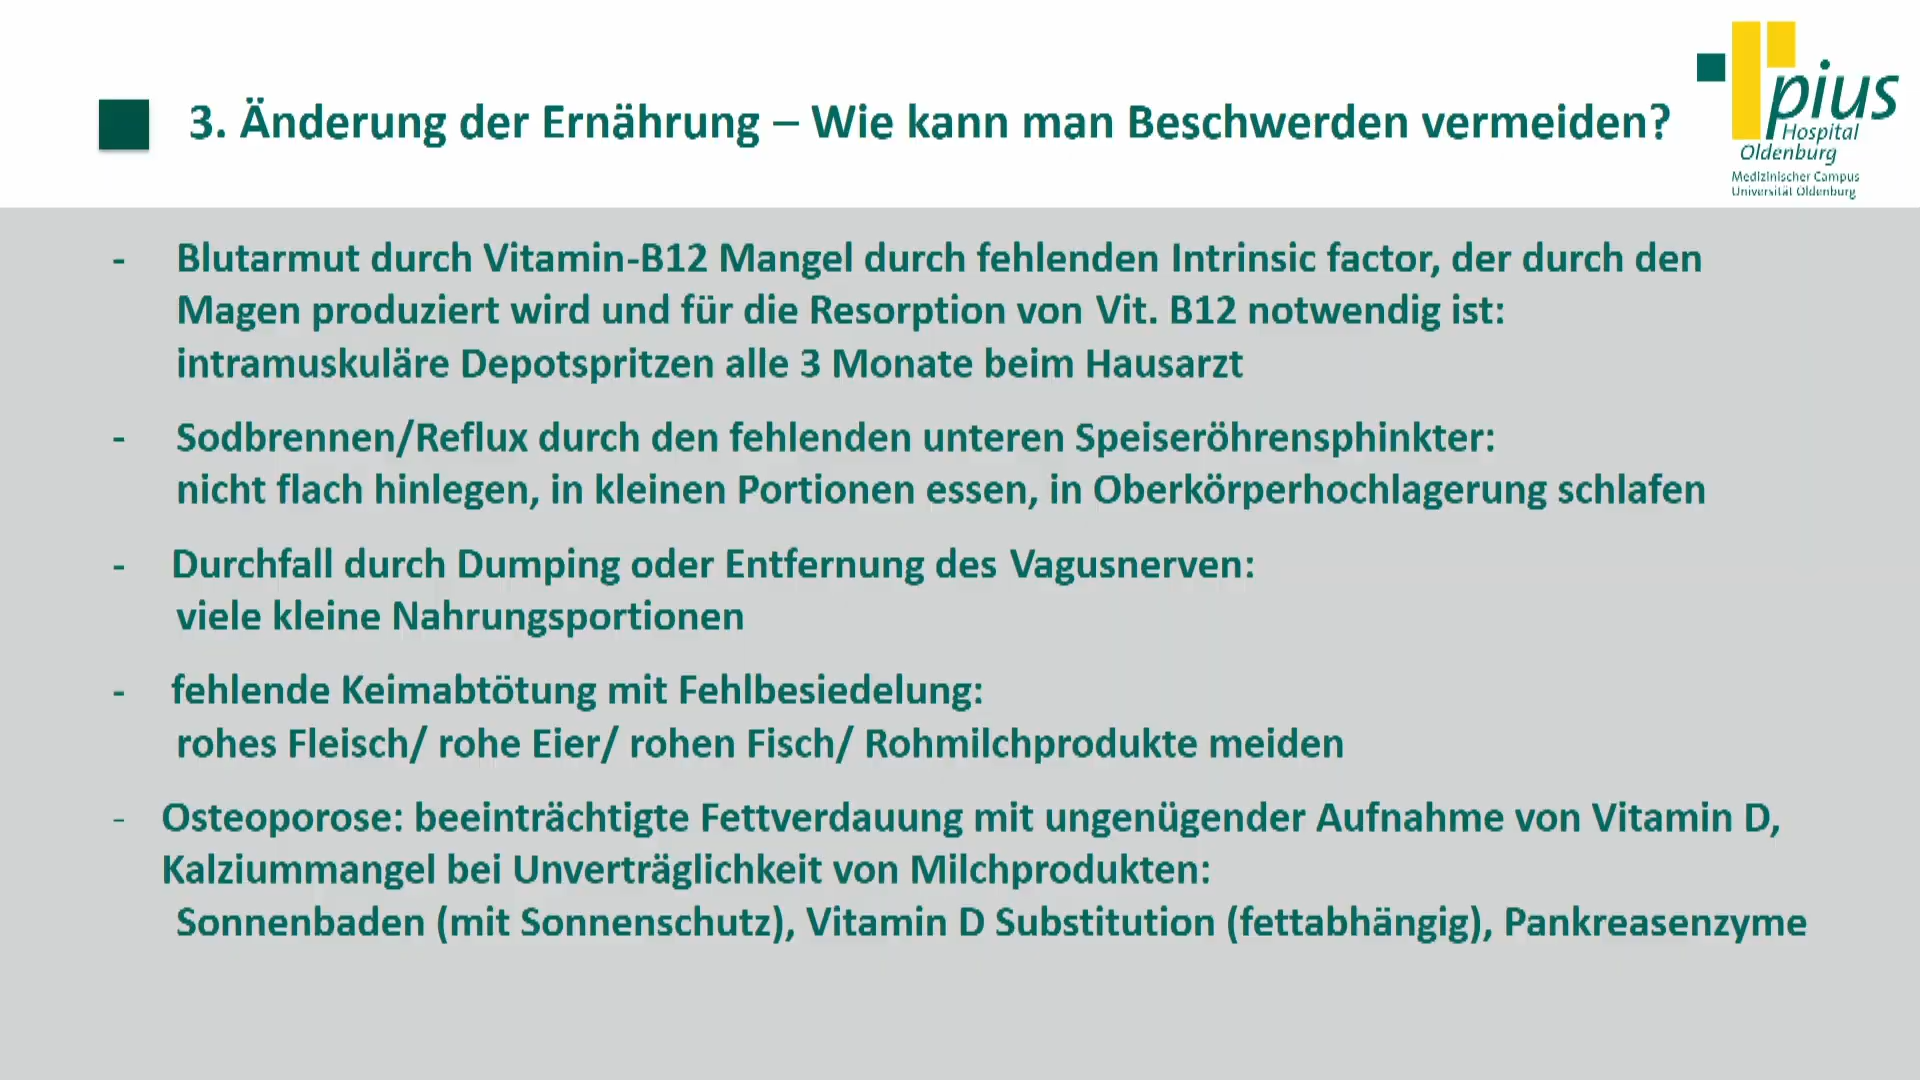 3. Änderung der Ernährung – Wie kann man Beschwerden vermeiden?
pius
Hospital
Oldenburg
Medizinischer Campus
Universität Oldenburg
- Blutarmut durch Vitamin-B12 Mangel durch fehlenden Intrinsic factor, der durch den
Magen produziert wird und für die Resorption von Vit. B12 notwendig ist:
intramuskuläre Depotspritzen alle 3 Monate beim Hausarzt
- Sodbrennen/Reflux durch den fehlenden unteren Speiseröhrensphinkter:
nicht flach hinlegen, in kleinen Portionen essen, in Oberkörperhochlagerung schlafen
- Durchfall durch Dumping oder Entfernung des Vagusnerven:
viele kleine Nahrungsportionen
- fehlende Keimabtötung mit Fehlbesiedelung:
rohes Fleisch/ rohe Eier/ rohen Fisch/ Rohmilchprodukte meiden
- Osteoporose: beeinträchtigte Fettverdauung mit ungenügender Aufnahme von Vitamin D,
Kalziummangel bei Unverträglichkeit von Milchprodukten:
Sonnenbaden (mit Sonnenschutz), Vitamin D Substitution (fettabhängig), Pankreasenzyme